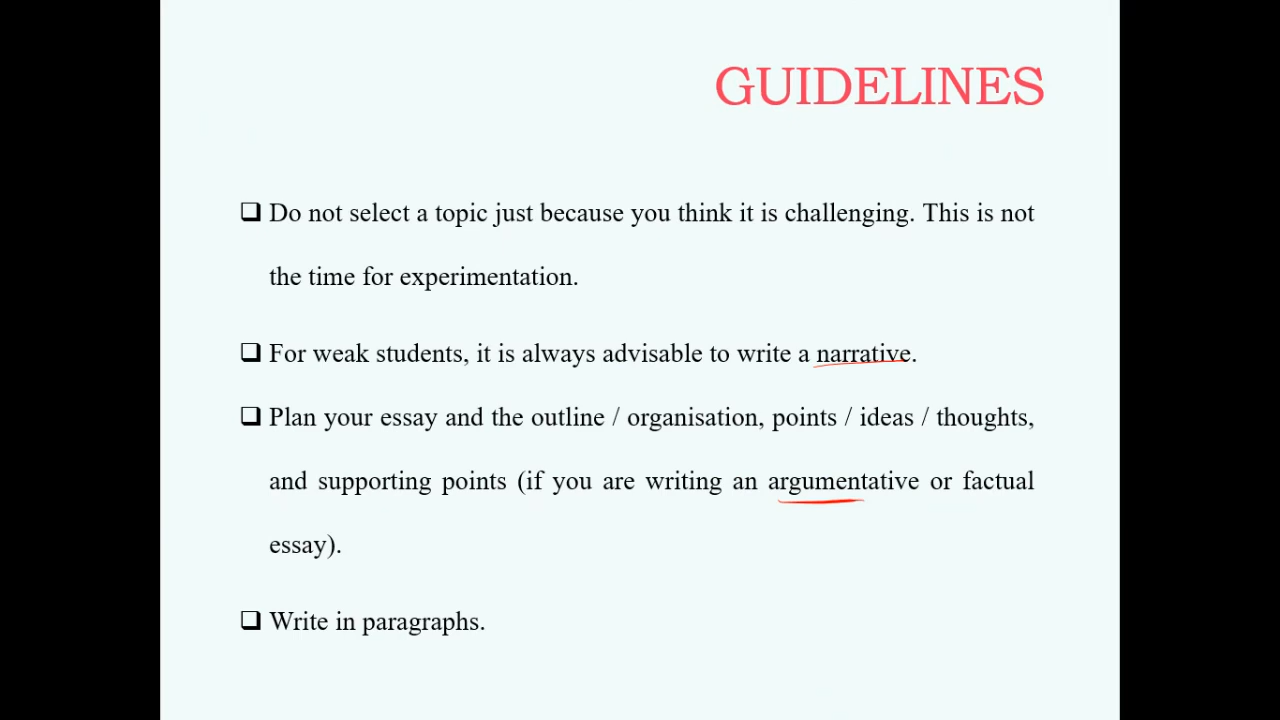 GUIDELINES
❑ Do not select a topic just because you think it is challenging. This is not
the time for experimentation.
❑ For weak students, it is always advisable to write a narrative.
❑ Plan your essay and the outline / organisation, points / ideas / thoughts,
and supporting points (if you are writing an argumentative or factual
essay).
❑ Write in paragraphs.